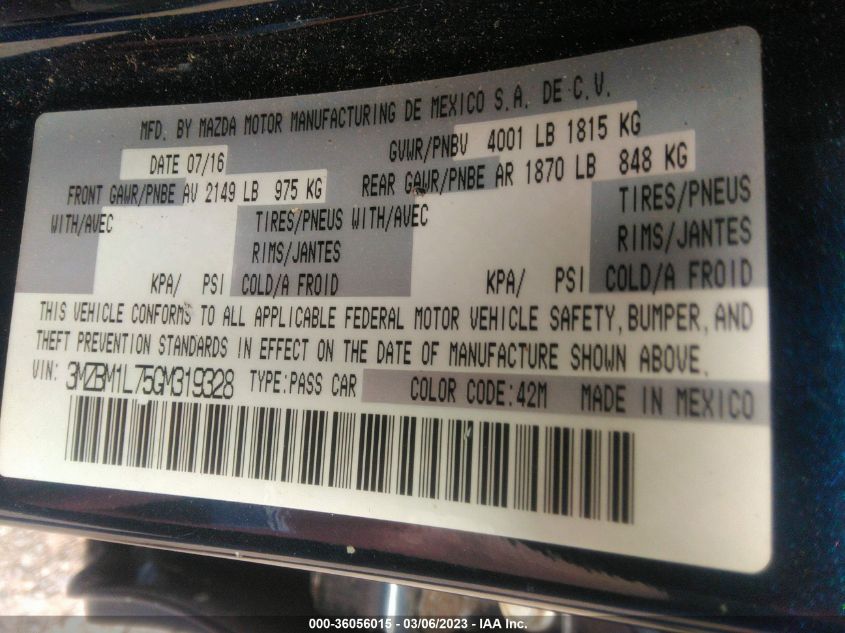 MFD. BY MAZDA MOTOR MANUFACTURING DE MEXICO S.A. DE C.V.
DATE 07/16 GVWR/PNBV 4001 LB 1815 KG
FRONT GAWR/PNBE AV 2149 LB 975 KG REAR GAWR/PNBE AR 1870 LB 848 KG
WITH/AVEC TIRES/PNEUS WITH/AVEC TIRES/PNEUS
RIMS/JANTES RIMS/JANTES
KPA/ PSI COLD/A FROID KPA/ PSI COLD/A FROID
THIS VEHICLE CONFORMS TO ALL APPLICABLE FEDERAL MOTOR VEHICLE SAFETY, BUMPER, AND
THEFT PREVENTION STANDARDS IN EFFECT ON THE DATE OF MANUFACTURE SHOWN ABOVE.
VIN: 3MZBM1L75GM319328 TYPE:PASS CAR COLOR CODE:42M MADE IN MEXICO
000-36056015 - 03/06/2023 - IAA Inc.